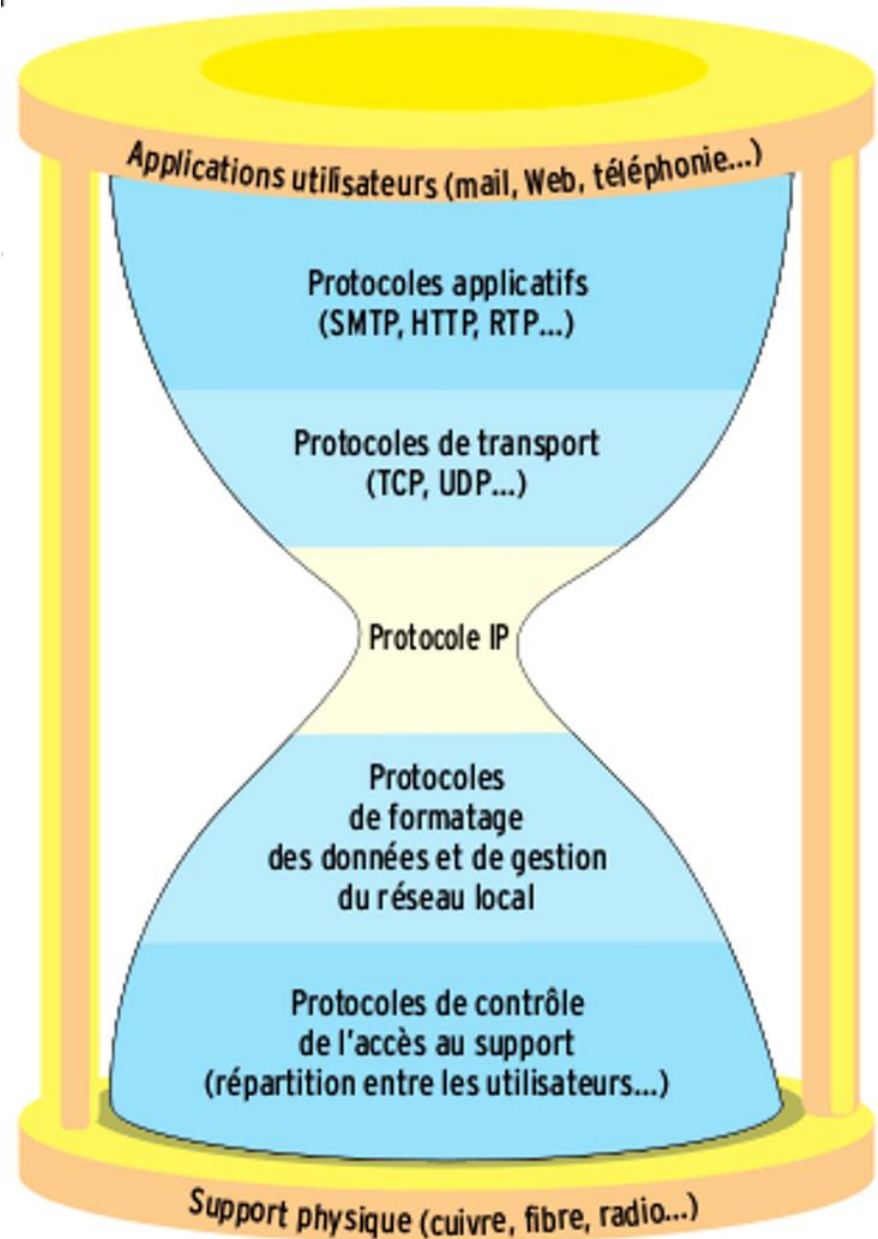 Applications utilisateurs (mail, Web, téléphonie...)
Protocoles applicatifs
(SMTP, HTTP, RTP...)
Protocoles de transport
(TCP, UDP...)
Protocole IP
Protocoles
de formatage
des données et de gestion
du réseau local
Protocoles de contrôle
de l'accès au support
(répartition entre les utilisateurs...)
Support physique (cuivre, fibre, radio...)